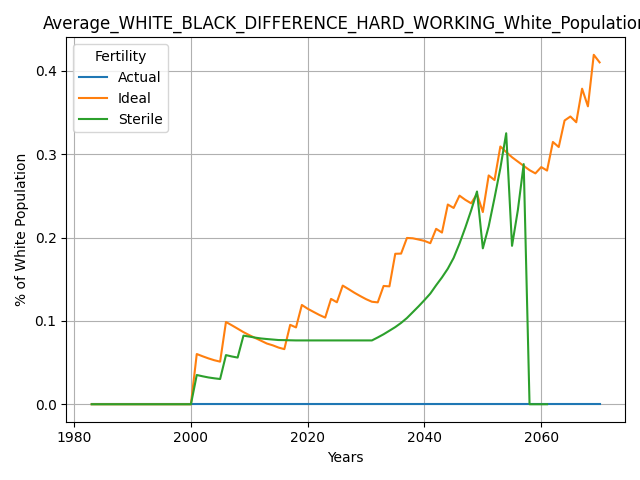 Average_WHITE_BLACK_DIFFERENCE_HARD_WORKING_White_Population
Fertility
Actual
Ideal
Sterile
% of White Population
0.4
0.3
0.2
0.1
0.0
1980 2000 2020 2040 2060
Years